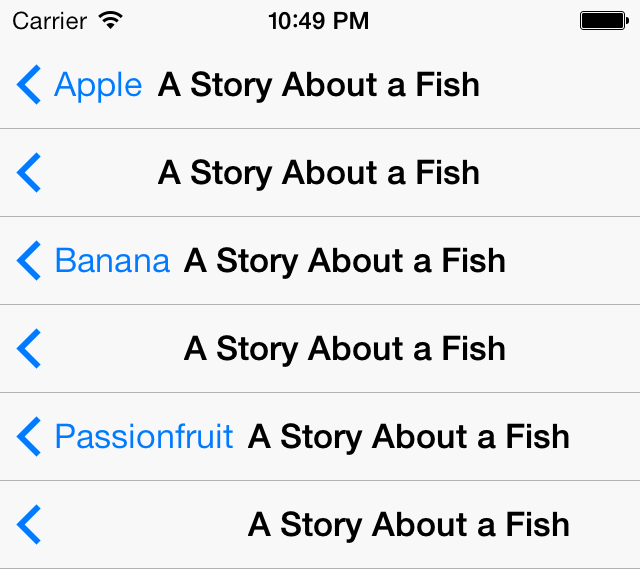 Carrier 10:49 PM
Apple A Story About a Fish
A Story About a Fish
Banana A Story About a Fish
A Story About a Fish
Passionfruit A Story About a Fish
A Story About a Fish